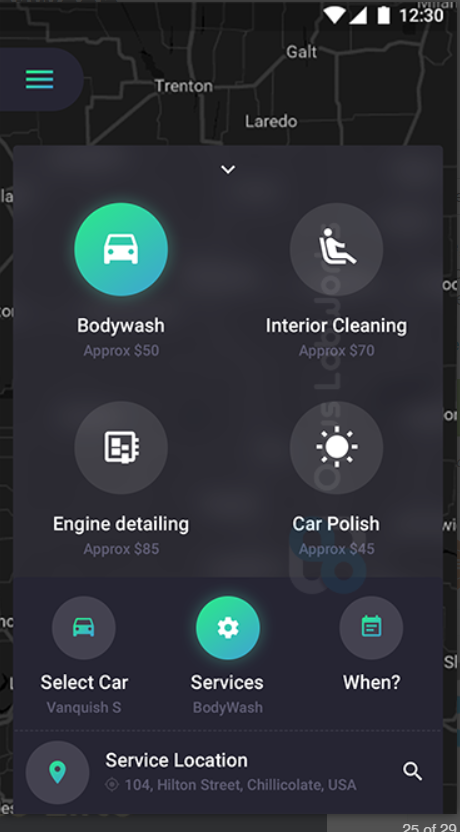 12:30
Galt
Trenton
Laredo
Bodywash
Approx $50
Interior Cleaning
Approx $70
Engine detailing
Approx $85
Car Polish
Approx $45
Select Car
Vanquish S
Services
BodyWash
When?
Service Location
104, Hilton Street, Chillicolate, USA
25 of 29